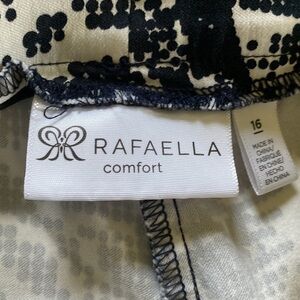 RAFAELLA
comfort
16
MADE IN
CHINA/
FABRIQUÉ
EN CHINE/
HECHO
EN CHINA